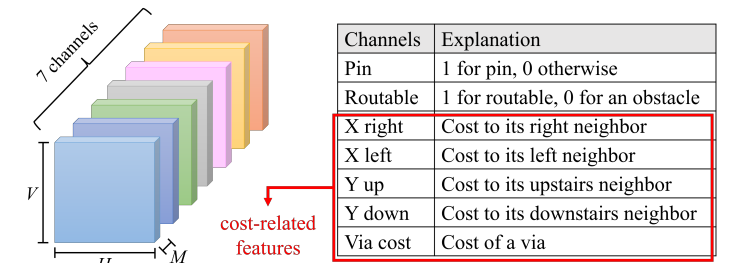 7 channels
V
M
cost-related
features
Channels Explanation
Pin 1 for pin, 0 otherwise
Routable 1 for routable, 0 for an obstacle
X right Cost to its right neighbor
X left Cost to its left neighbor
Y up Cost to its upstairs neighbor
Y down Cost to its downstairs neighbor
Via cost Cost of a via